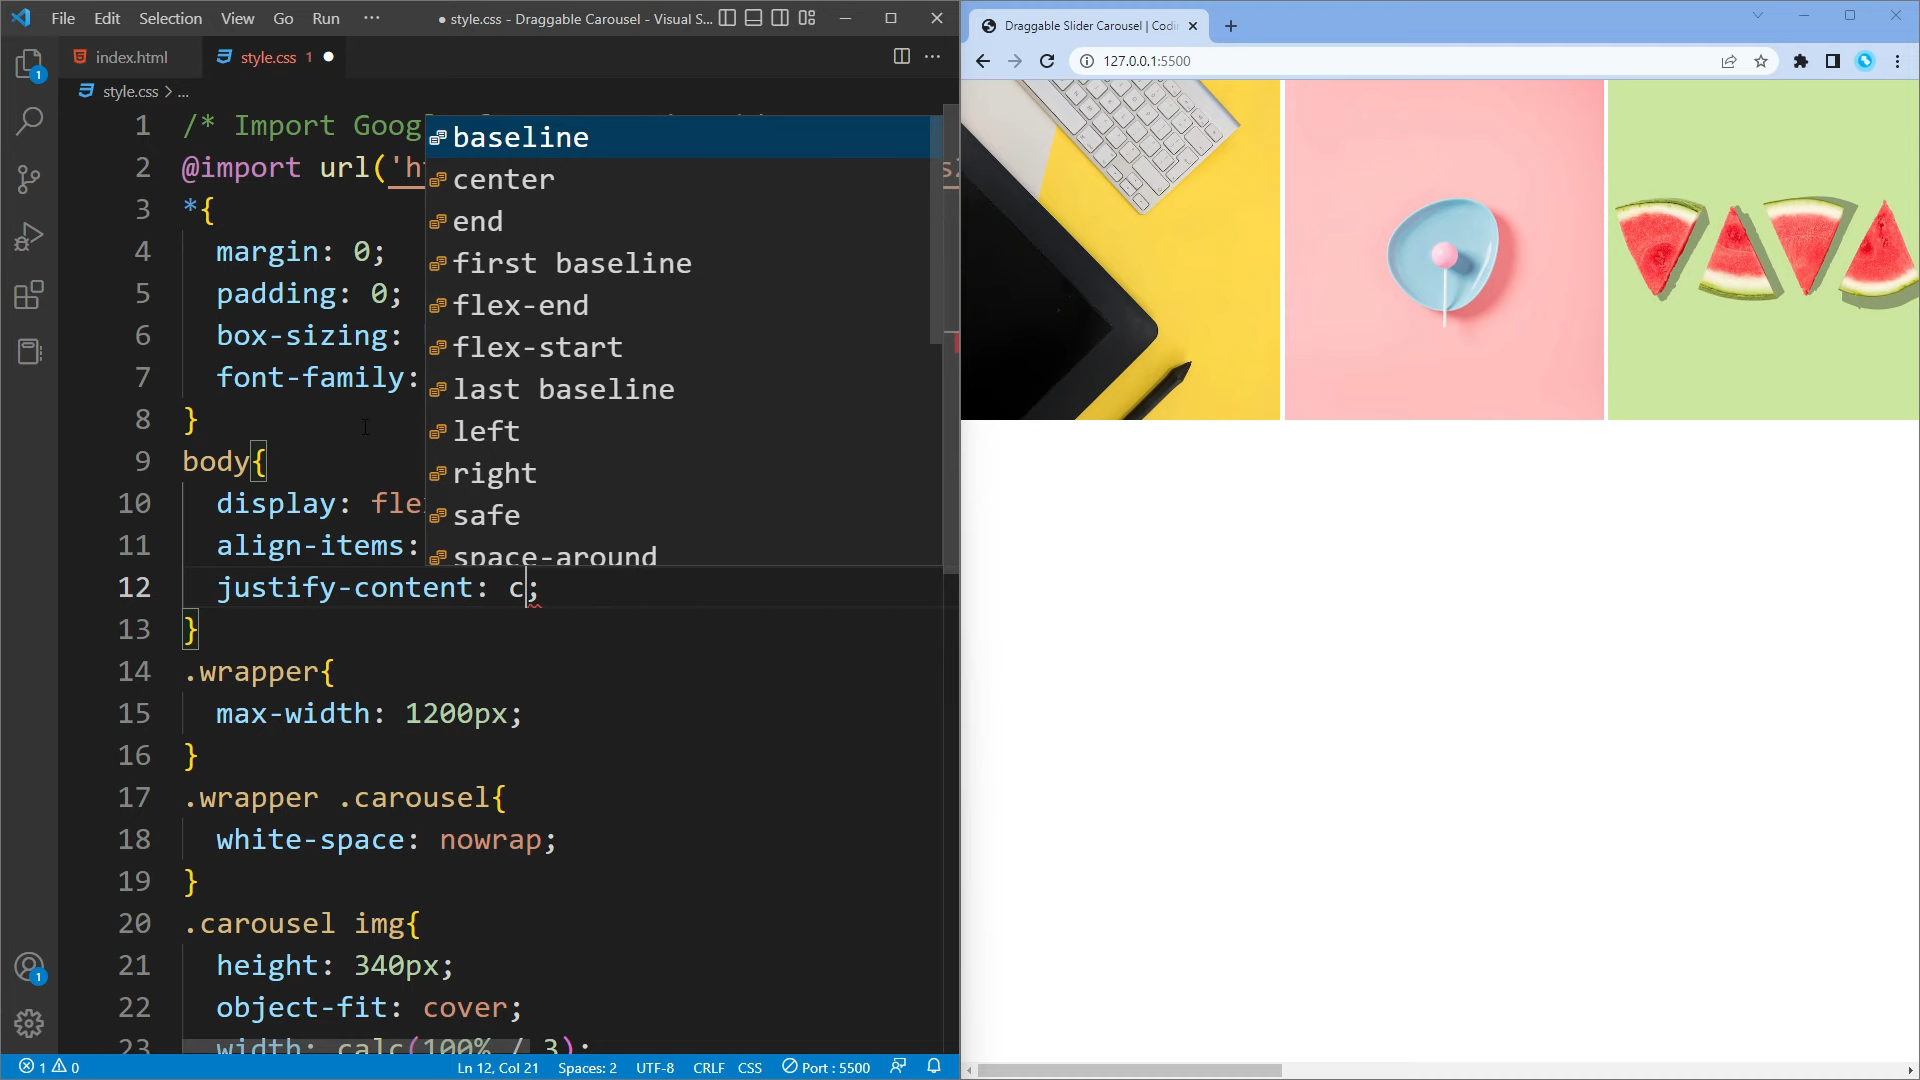 File Edit Selection View Go Run ···
● style.css - Draggable Carousel - Visual S...
index.html
style.css 1
style.css > ...
1 /* Import Goog
2 @import url('ht
3 *{
4 margin: 0;
5 padding: 0;
6 box-sizing:
7 font-family:
8 }
9 body{
10 display: flex
11 align-items:
12 justify-content: c;
13 }
14 .wrapper{
15 max-width: 1200px;
16 }
17 .wrapper .carousel{
18 white-space: nowrap;
19 }
20 .carousel img{
21 height: 340px;
22 object-fit: cover;
23 width: calc(100% / 3);
baseline
center
end
first baseline
flex-end
flex-start
last baseline
left
right
safe
space-around
1
1
1 0
Ln 12, Col 21 Spaces: 2 UTF-8 CRLF CSS Port : 5500
Draggable Slider Carousel | Codi
127.0.0.1:5500